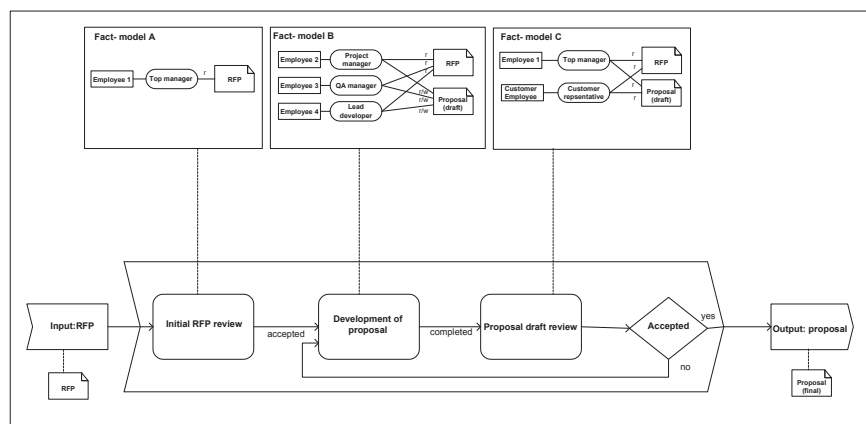 Fact- model A
Employee 1
Top manager
r
RFP
Fact- model B
Employee 2
Project
manager
r
r
r
RFP
Employee 3
QA manager
r/w
r/w
r/w
Proposal
(draft)
Employee 4
Lead
developer
Fact- model C
Employee 1
Top manager
r
r
RFP
Customer
Employee
Customer
repsentative
r
r
Proposal
(draft)
Input:RFP
Initial RFP review
accepted
Development of
proposal
completed
Proposal draft review
Accepted
yes
no
Output: proposal
RFP
Proposal
(final)